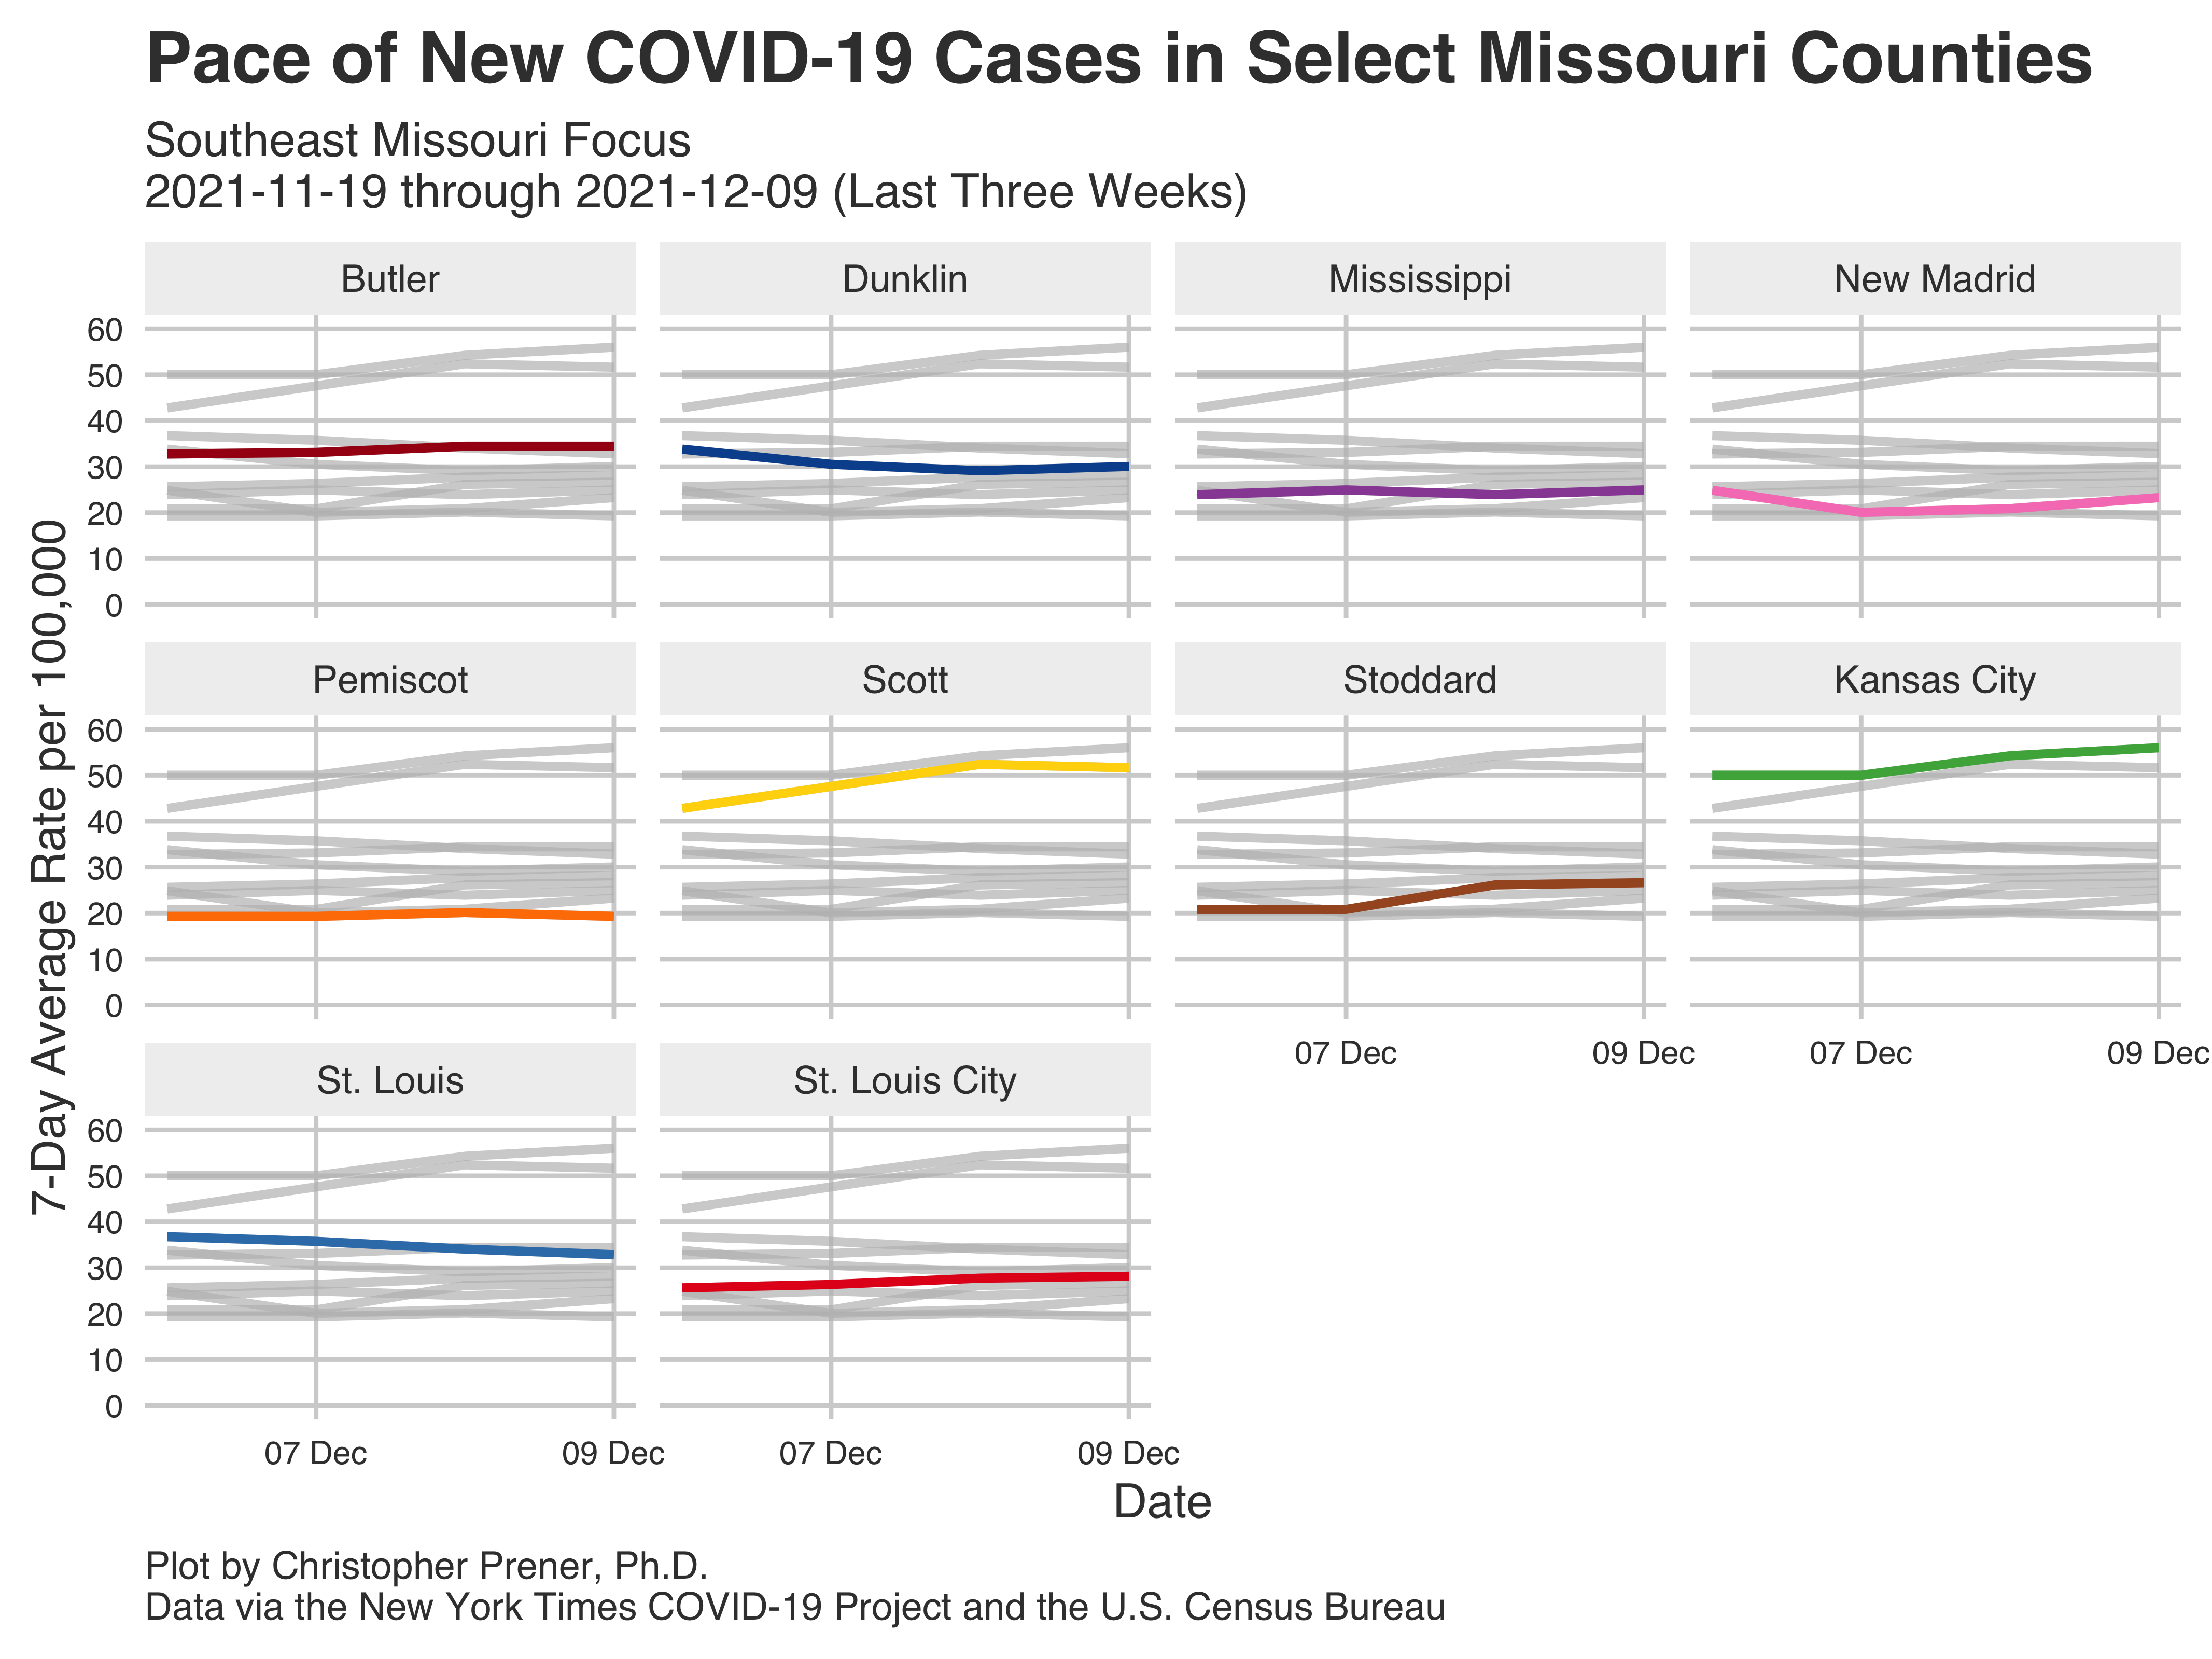 Pace of New COVID-19 Cases in Select Missouri Counties
Southeast Missouri Focus
2021-11-19 through 2021-12-09 (Last Three Weeks)
7-Day Average Rate per 100,000
Butler
Dunklin
Mississippi
New Madrid
60
50
40
30
20
10
0
Pemiscot
Scott
Stoddard
Kansas City
60
50
40
30
20
10
0
07 Dec
09 Dec
07 Dec
09 Dec
St. Louis
St. Louis City
60
50
40
30
20
10
0
07 Dec
09 Dec
07 Dec
09 Dec
Date
Plot by Christopher Prener, Ph.D.
Data via the New York Times COVID-19 Project and the U.S. Census Bureau